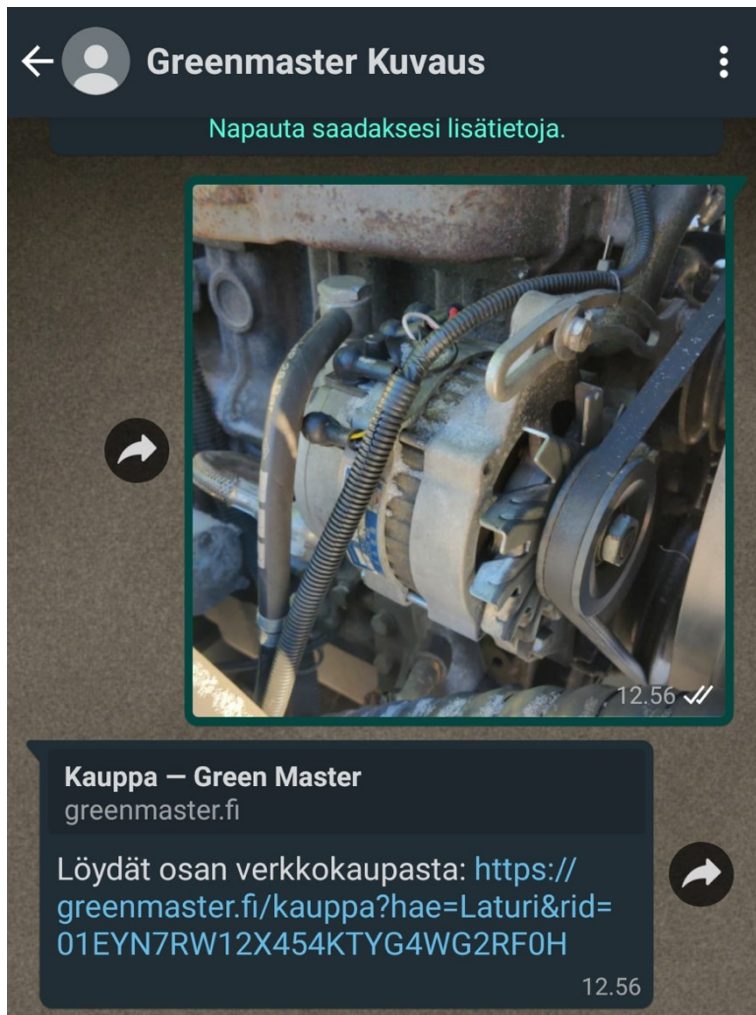 Greenmaster Kuvaus
Napauta saadaksesi lisätietoja.
12.56
Kauppa — Green Master
greenmaster.fi
Löydät osan verkkokaupasta: https://
greenmaster.fi/kauppa?hae=Laturi&rid=
01EYN7RW12X454KTYG4WG2RF0H
12.56